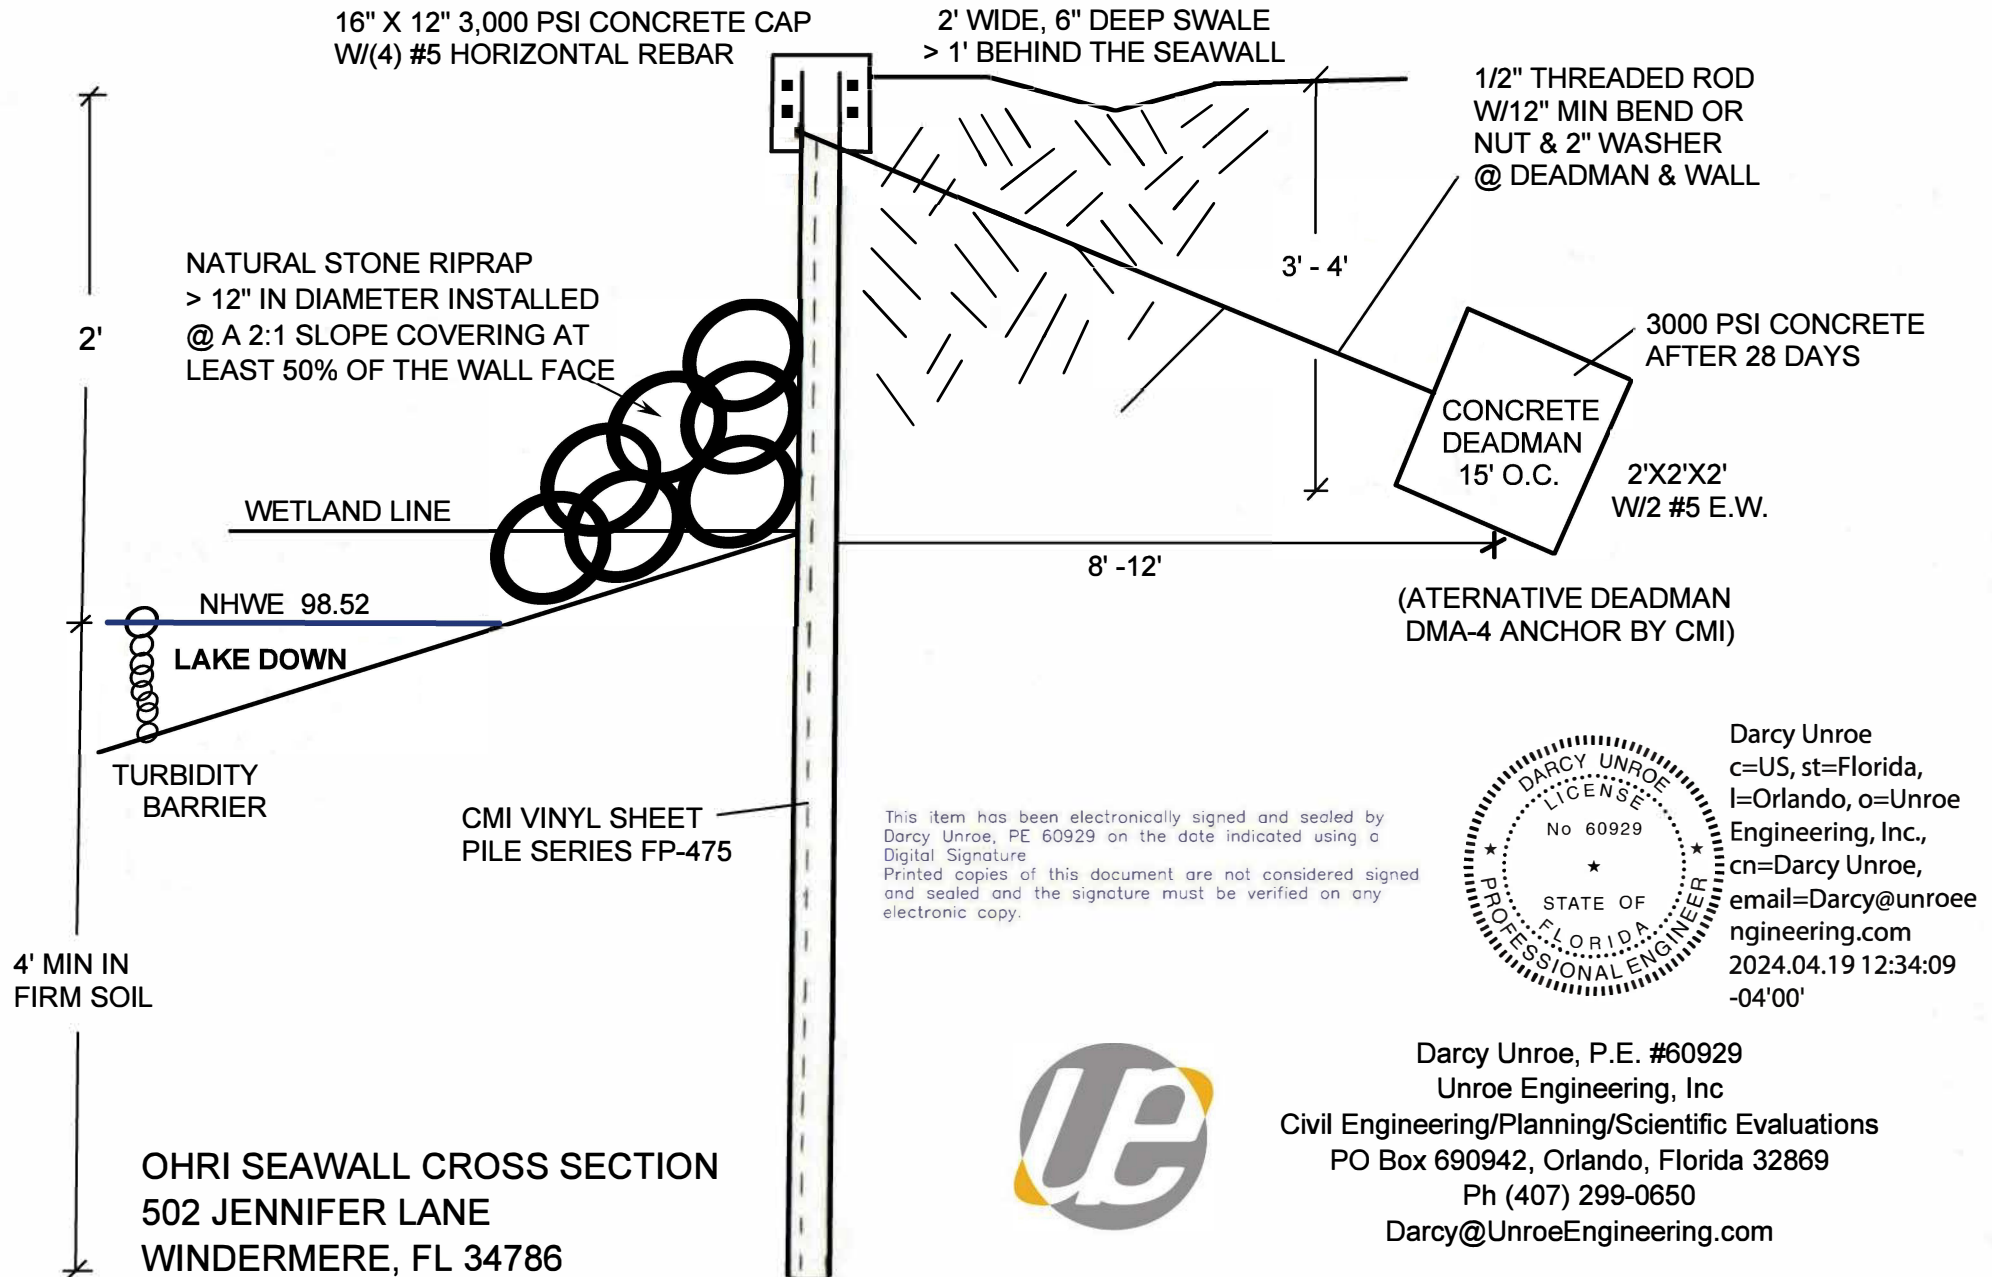 16" X 12" 3,000 PSI CONCRETE CAP
W/(4) #5 HORIZONTAL REBAR
2' WIDE, 6" DEEP SWALE
> 1' BEHIND THE SEAWALL
1/2" THREADED ROD
W/12" MIN BEND OR
NUT & 2" WASHER
@ DEADMAN & WALL
NATURAL STONE RIPRAP
> 12" IN DIAMETER INSTALLED
@ A 2:1 SLOPE COVERING AT
LEAST 50% OF THE WALL FACE
2'
3' - 4'
3000 PSI CONCRETE
AFTER 28 DAYS
CONCRETE
DEADMAN
15' O.C.
2'X2'X2'
W/2 #5 E.W.
WETLAND LINE
8' -12'
NHWE 98.52
LAKE DOWN
(ATERNATIVE DEADMAN
DMA-4 ANCHOR BY CMI)
TURBIDITY
BARRIER
CMI VINYL SHEET
PILE SERIES FP-475
4' MIN IN
FIRM SOIL
This item has been electronically signed and sealed by
Darcy Unroe, PE 60929 on the date indicated using a
Digital Signature
Printed copies of this document are not considered signed
and sealed and the signature must be verified on any
electronic copy.
DARCY UNROE
LICENSE
No 60929
STATE OF
FLORIDA
PROFESSIONAL ENGINEER
Darcy Unroe
c=US, st=Florida,
l=Orlando, o=Unroe
Engineering, Inc.,
cn=Darcy Unroe,
email=Darcy@unroee
ngineering.com
2024.04.19 12:34:09
-04'00'
ue
Darcy Unroe, P.E. #60929
Unroe Engineering, Inc
Civil Engineering/Planning/Scientific Evaluations
PO Box 690942, Orlando, Florida 32869
Ph (407) 299-0650
Darcy@UnroeEngineering.com
OHRI SEAWALL CROSS SECTION
502 JENNIFER LANE
WINDERMERE, FL 34786